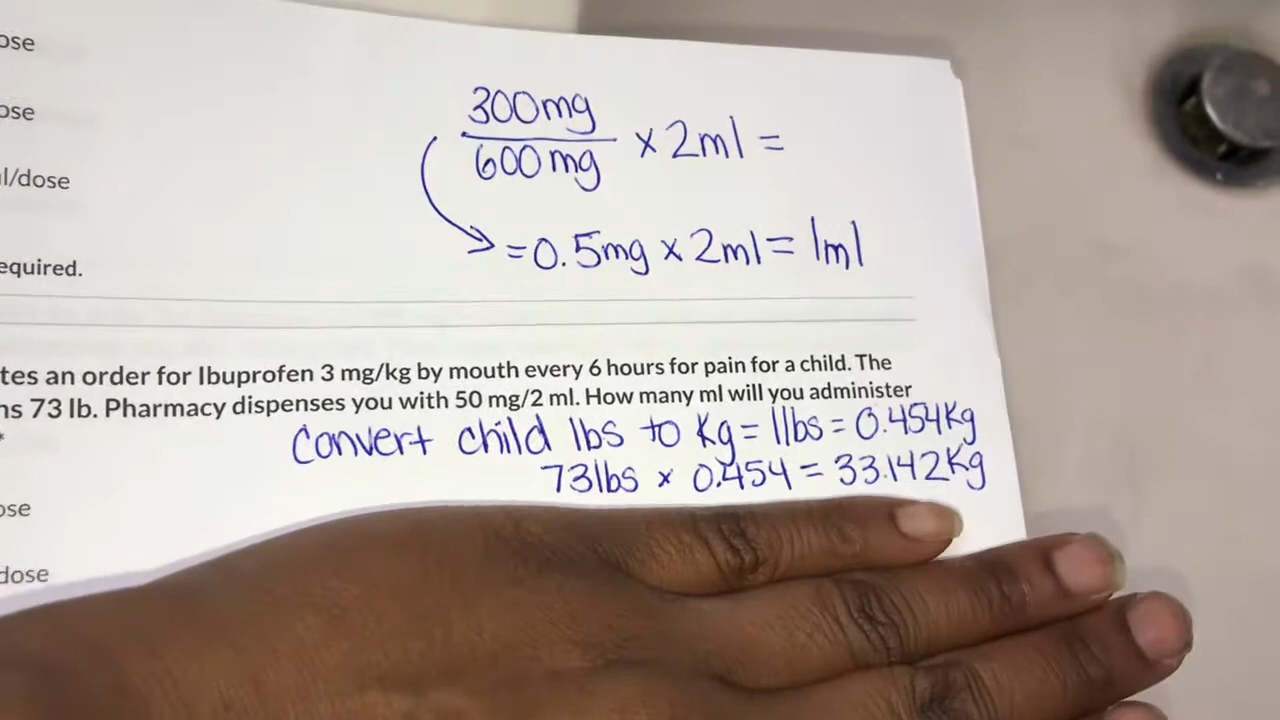 ose
300mg
600mg x 2ml =
ose
l/dose
= 0.5mg x 2ml = 1ml
equired.
tes an order for Ibuprofen 3 mg/kg by mouth every 6 hours for pain for a child. The
ns 73 lb. Pharmacy dispenses you with 50 mg/2 ml. How many ml will you administer
Convert child lbs to Kg = 1lbs = 0.454Kg
73lbs x 0.454 = 33.142Kg
ose
dose